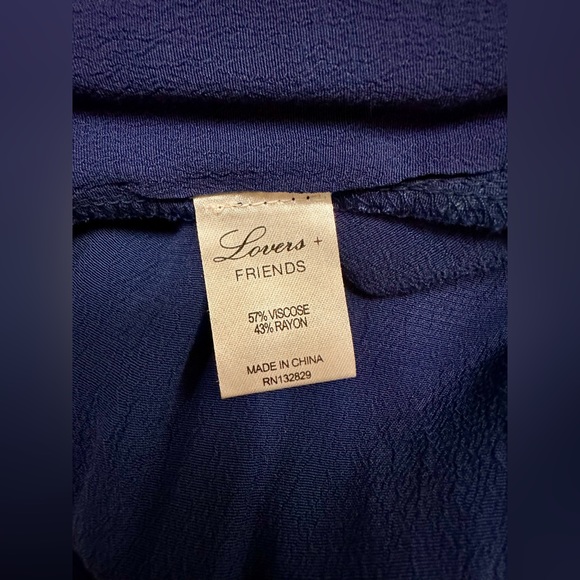 Lovers +
FRIENDS
57% VISCOSE
43% RAYON
MADE IN CHINA
RN132829